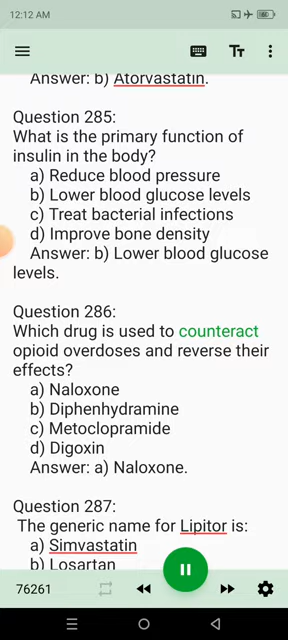 12:12 AM
Answer: b) Atorvastatin.
Question 285:
What is the primary function of
insulin in the body?
a) Reduce blood pressure
b) Lower blood glucose levels
c) Treat bacterial infections
d) Improve bone density
Answer: b) Lower blood glucose
levels.
Question 286:
Which drug is used to counteract
opioid overdoses and reverse their
effects?
a) Naloxone
b) Diphenhydramine
c) Metoclopramide
d) Digoxin
Answer: a) Naloxone.
Question 287:
The generic name for Lipitor is:
a) Simvastatin
b) Losartan
76261